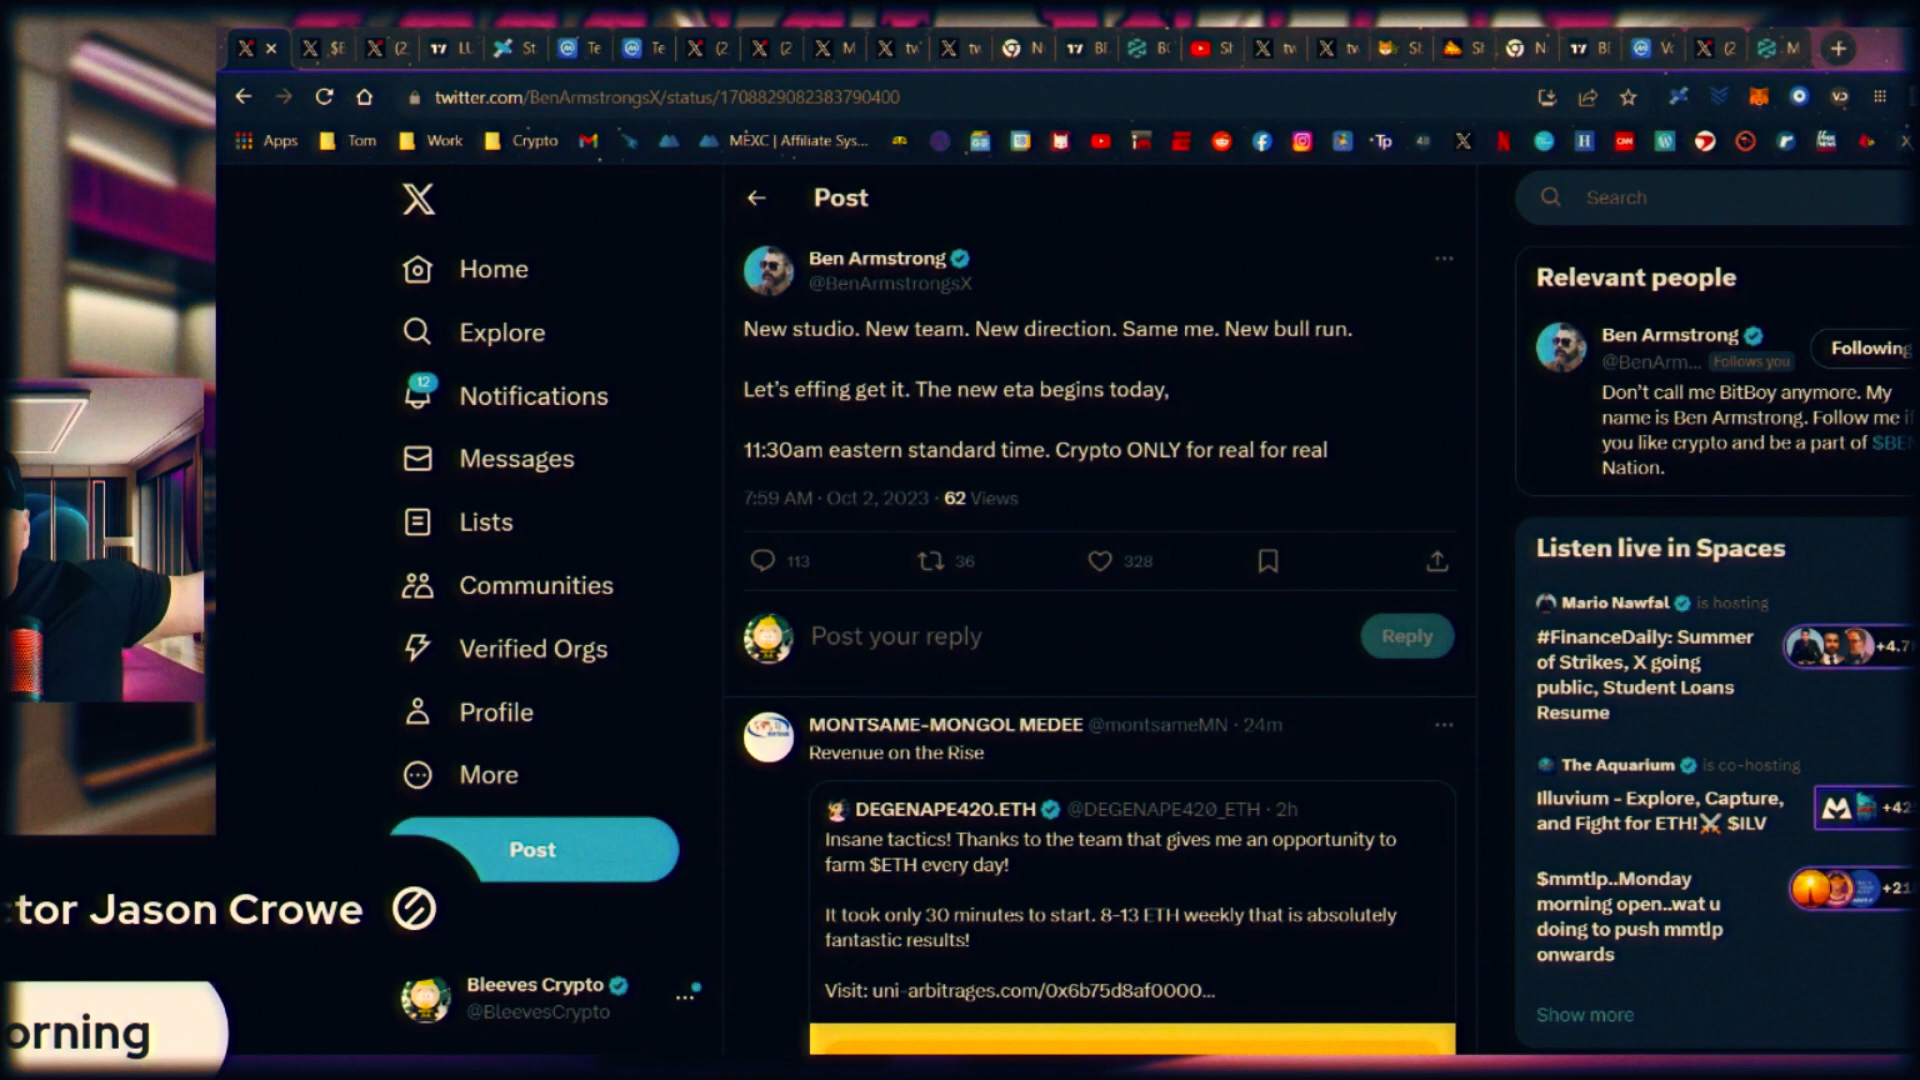 twitter.com/BenArmstrongsX/status/1708829082383790400
Apps Tom Work Crypto MEXC | Affiliate Sys...
Home
Explore
12
Notifications
Messages
Lists
Communities
Verified Orgs
Profile
More
Post
Bleeves Crypto
@BleevesCrypto
tor Jason Crowe
orning
Post
Ben Armstrong
@BenArmstrongsX
New studio. New team. New direction. Same me. New bull run.
Let's effing get it. The new eta begins today,
11:30am eastern standard time. Crypto ONLY for real for real
7:59 AM · Oct 2, 2023 · 62 Views
113 36 328
Post your reply
Reply
MONTSAME-MONGOL MEDEE @montsameMN · 24m
Revenue on the Rise
DEGENAPE420.ETH @DEGENAPE420_ETH · 2h
Insane tactics! Thanks to the team that gives me an opportunity to
farm $ETH every day!
It took only 30 minutes to start. 8-13 ETH weekly that is absolutely
fantastic results!
Visit: uni-arbitrages.com/0x6b75d8af0000...
Search
Relevant people
Ben Armstrong
Following
@BenArm... Follows you
Don't call me BitBoy anymore. My
name is Ben Armstrong. Follow me if
you like crypto and be a part of $BEN
Nation.
Listen live in Spaces
Mario Nawfal is hosting
#FinanceDaily: Summer
of Strikes, X going
public, Student Loans
Resume
The Aquarium is co-hosting
Illuvium - Explore, Capture,
and Fight for ETH!⚔️ $ILV
+42
$mmtlp..Monday
morning open..wat u
doing to push mmtlp
onwards
+21
Show more